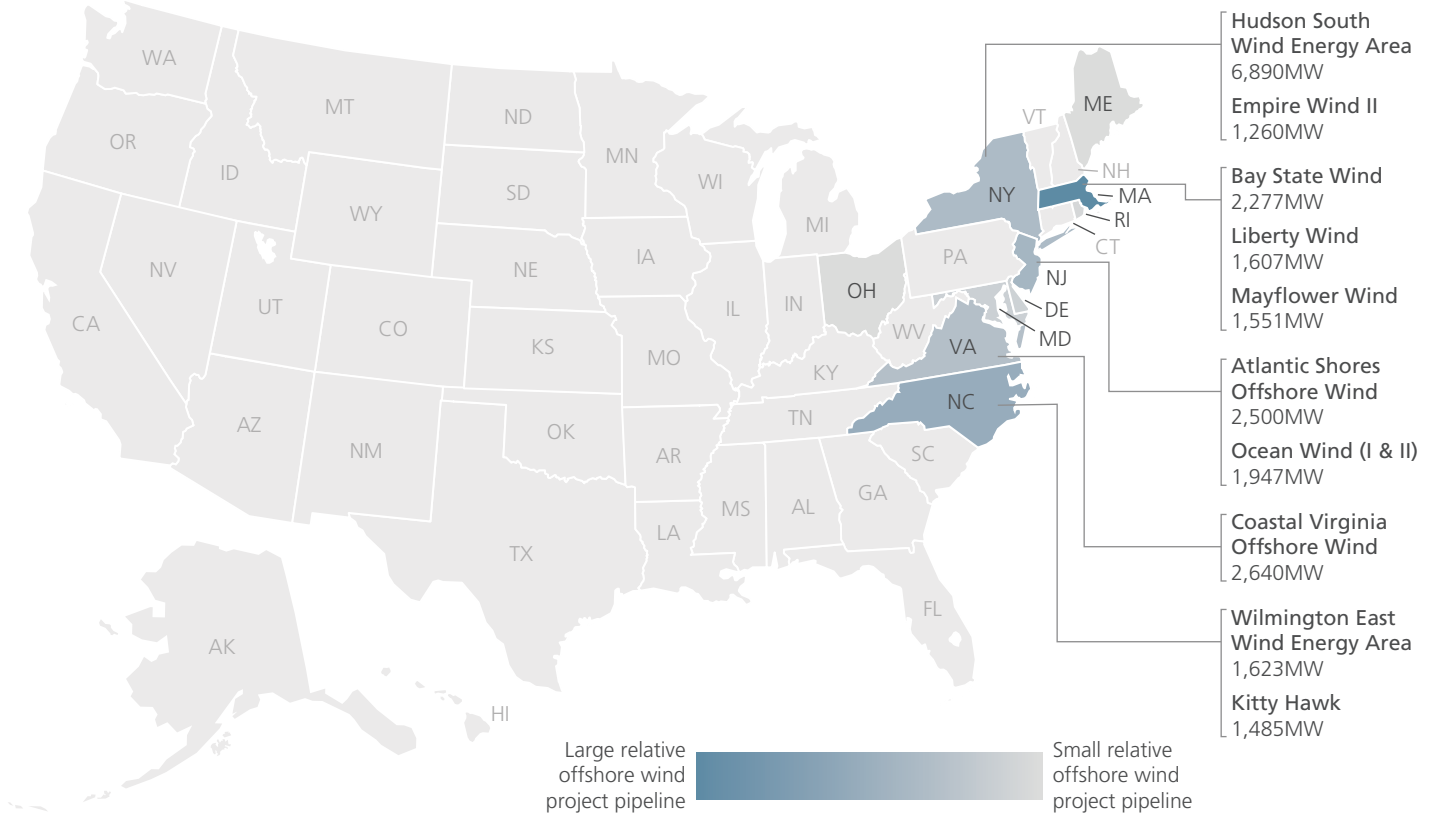 WA
OR
CA
ID
NV
AZ
MT
WY
UT
CO
NM
ND
SD
NE
KS
OK
TX
MN
IA
MO
AR
LA
WI
IL
MI
IN
OH
KY
TN
MS
AL
GA
FL
SC
NC
VA
WV
PA
NY
VT
ME
NH
MA
RI
CT
NJ
DE
MD
AK
HI
Hudson South
Wind Energy Area
6,890MW
Empire Wind II
1,260MW
Bay State Wind
2,277MW
Liberty Wind
1,607MW
Mayflower Wind
1,551MW
Atlantic Shores
Offshore Wind
2,500MW
Ocean Wind (I & II)
1,947MW
Coastal Virginia
Offshore Wind
2,640MW
Wilmington East
Wind Energy Area
1,623MW
Kitty Hawk
1,485MW
Large relative
offshore wind
project pipeline
Small relative
offshore wind
project pipeline